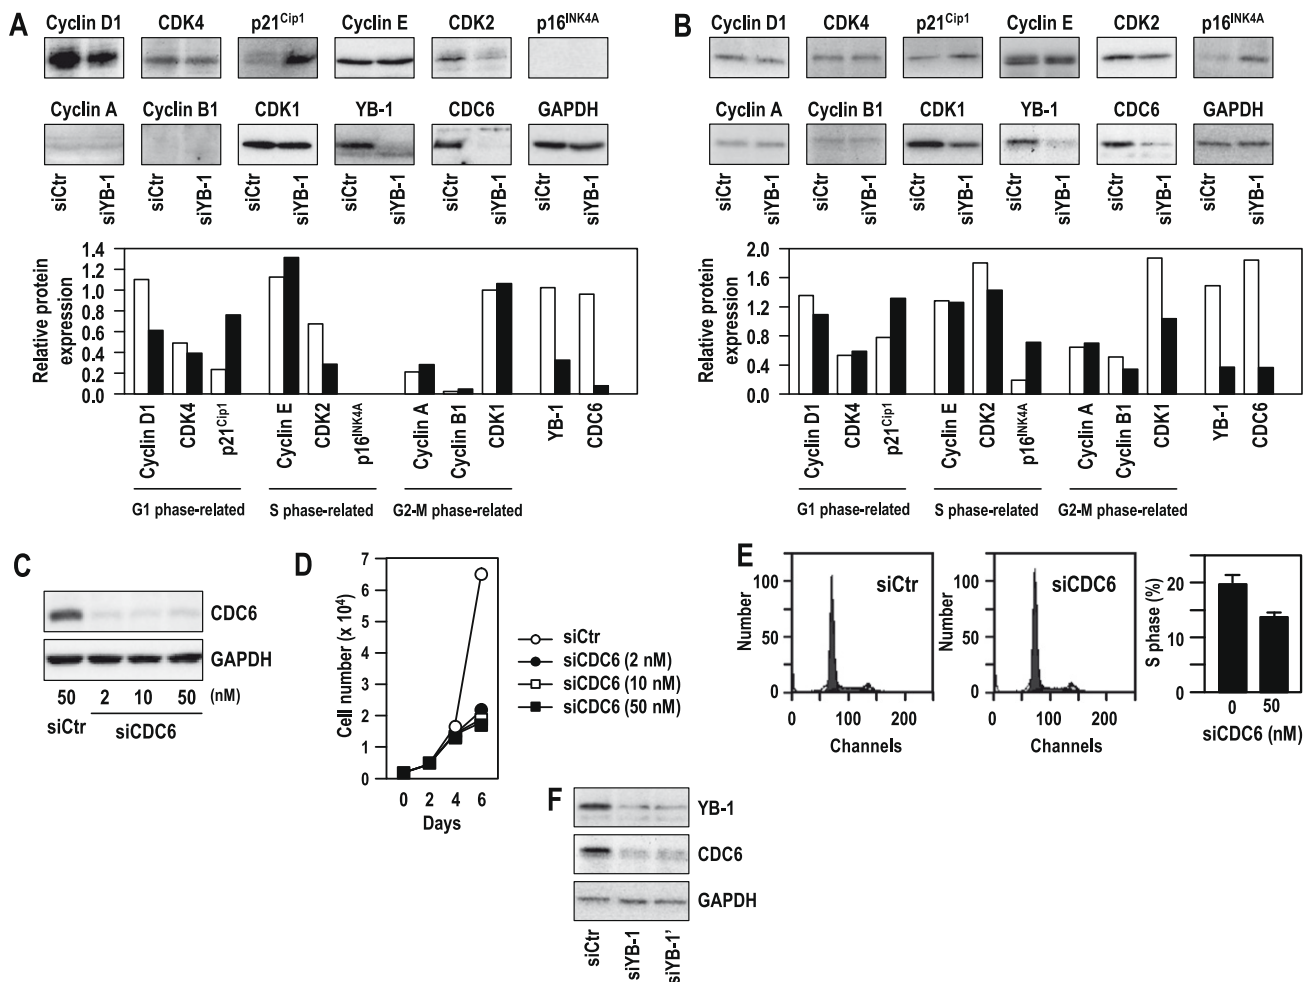 A
Cyclin D1 CDK4 p21Cip1 Cyclin E CDK2 p16INK4A
Cyclin A Cyclin B1 CDK1 YB-1 CDC6 GAPDH
siCtr siYB-1 siCtr siYB-1 siCtr siYB-1 siCtr siYB-1 siCtr siYB-1 siCtr siYB-1
Relative protein
expression
1.4
1.2
1.0
0.8
0.6
0.4
0.2
0.0
Cyclin D1 CDK4 p21Cip1 Cyclin E CDK2 p16INK4A Cyclin A Cyclin B1 CDK1 YB-1 CDC6
G1 phase-related S phase-related G2-M phase-related
B
Cyclin D1 CDK4 p21Cip1 Cyclin E CDK2 p16INK4A
Cyclin A Cyclin B1 CDK1 YB-1 CDC6 GAPDH
siCtr siYB-1 siCtr siYB-1 siCtr siYB-1 siCtr siYB-1 siCtr siYB-1 siCtr siYB-1
Relative protein
expression
2.0
1.6
1.2
0.8
0.4
0.0
Cyclin D1 CDK4 p21Cip1 Cyclin E CDK2 p16INK4A Cyclin A Cyclin B1 CDK1 YB-1 CDC6
G1 phase-related S phase-related G2-M phase-related
C
CDC6
GAPDH
50 2 10 50 (nM)
siCtr siCDC6
D
Cell number (x 104)
7
6
5
4
3
2
1
0
0 2 4 6
Days
siCtr
siCDC6 (2 nM)
siCDC6 (10 nM)
siCDC6 (50 nM)
E
siCtr
Number
100
50
0
0 100 200
Channels
siCDC6
Number
100
50
0
0 100 200
Channels
S phase (%)
20
10
0
0 50
siCDC6 (nM)
F
YB-1
CDC6
GAPDH
siCtr siYB-1 siYB-1’